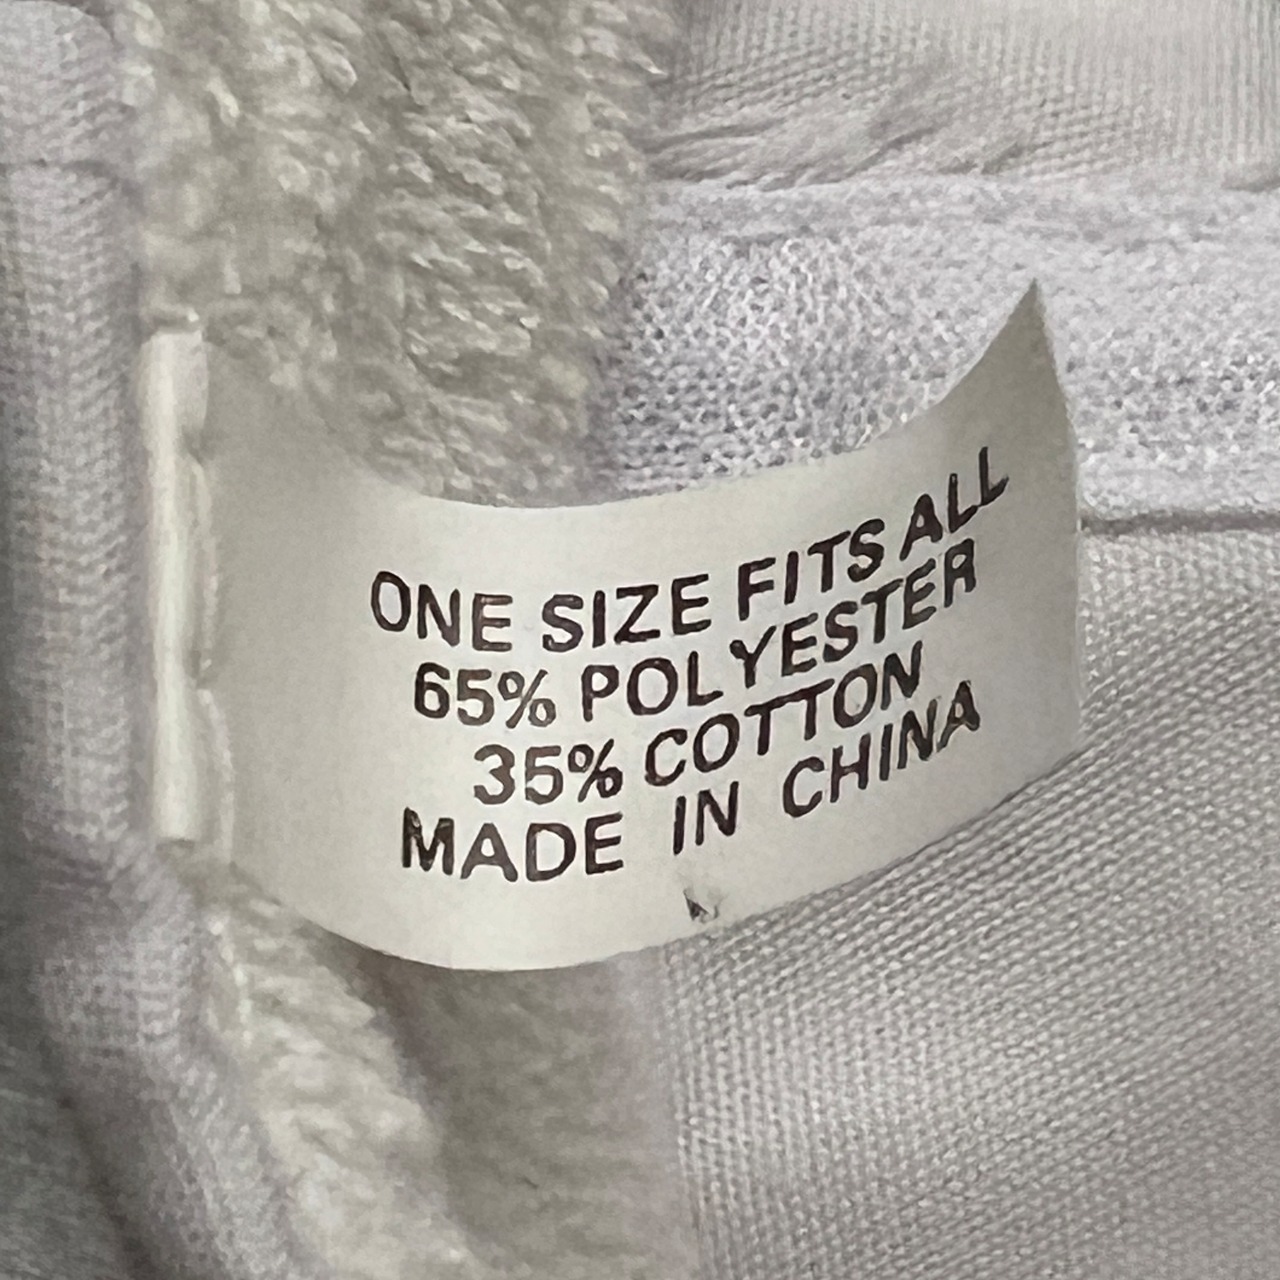 ONE SIZE FITS ALL
65% POLYESTER
35% COTTON
MADE IN CHINA